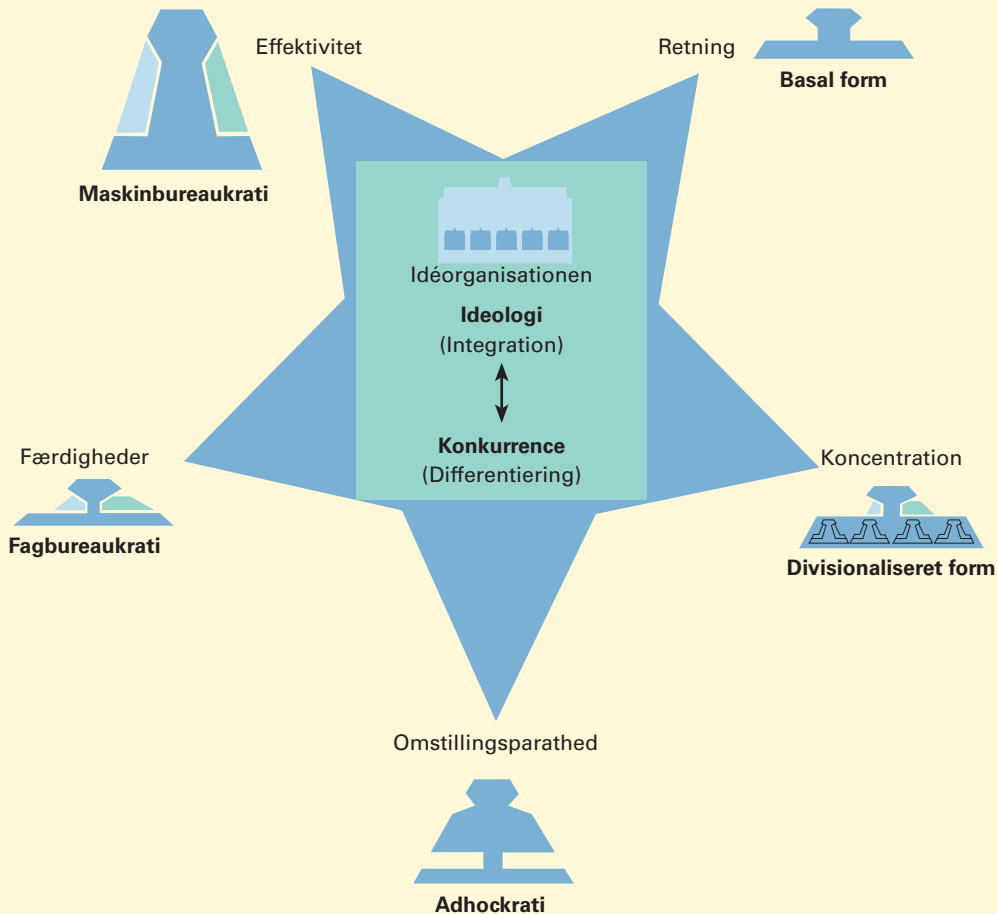 Effektivitet
Retning
Basal form
Maskinbureaukrati
Idéorganisationen
Ideologi
(Integration)
Konkurrence
(Differentiering)
Færdigheder
Fagbureaukrati
Koncentration
Divisionaliseret form
Omstillingsparathed
Adhockrati